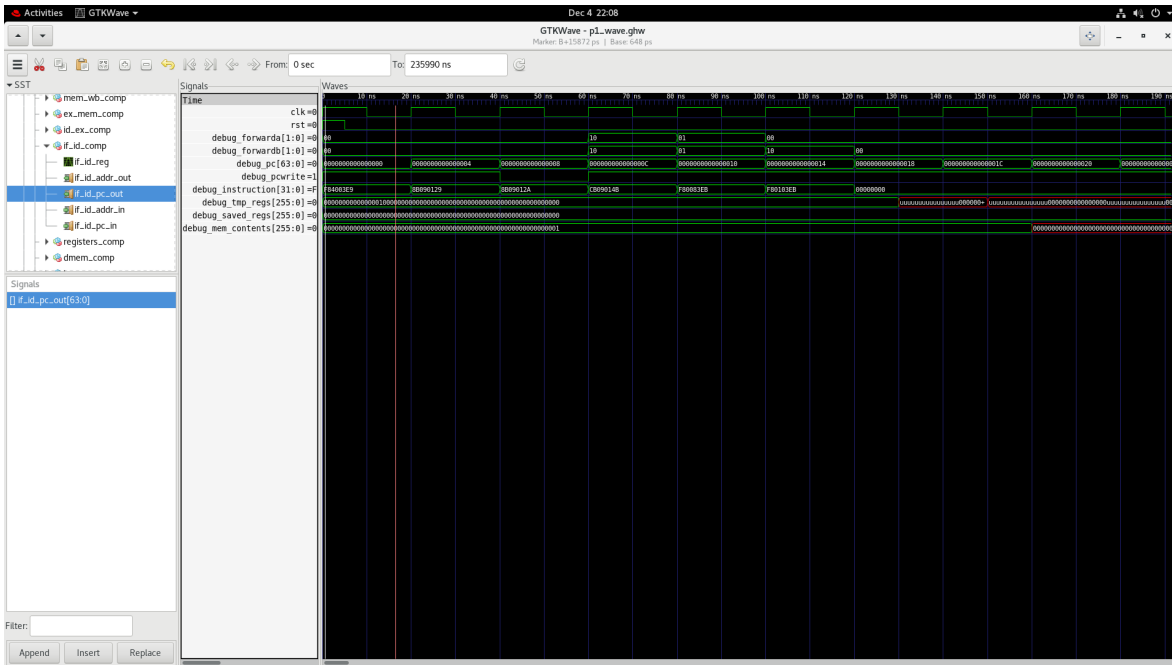 Activities GTKWave Dec 4 22:08
GTKWave - p1_wave.ghw
Marker: B+15872 ps | Base: 648 ps
From: 0 sec To: 235990 ns
SST
mem_wb_comp
ex_mem_comp
id_ex_comp
if_id_comp
if_id_reg
if_id_addr_out
if_id_pc_out
if_id_addr_in
if_id_pc_in
registers_comp
dmem_comp
Signals
[] if_id_pc_out[63:0]
Filter:
Append Insert Replace
Signals
Time
clk=0
rst=0
debug_forwarda[1:0]=0
debug_forwardb[1:0]=0
debug_pc[63:0]=0
debug_pcwrite=1
debug_instruction[31:0]=F
debug_tmp_regs[255:0]=0
debug_saved_regs[255:0]=0
debug_mem_contents[255:0]=0
Waves
10 ns 20 ns 30 ns 40 ns 50 ns 60 ns 70 ns 80 ns 90 ns 100 ns 110 ns 120 ns 130 ns 140 ns 150 ns 160 ns 170 ns 180 ns 190 ns
00 10 01 00
00 10 01 10 00
0000000000000000 0000000000000004 0000000000000008 000000000000000C 0000000000000010 0000000000000014 0000000000000018 000000000000001C 0000000000000020
F84003E9 8B090129 8B09012A CB09014B F80083EB F80103EB 00000000